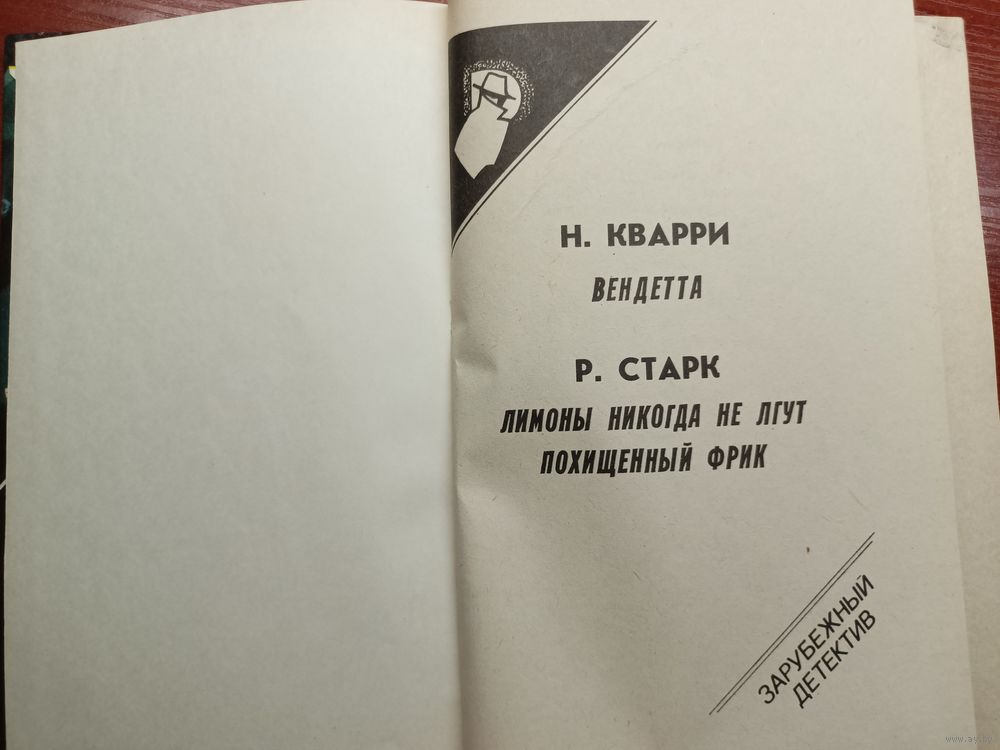 Н. КВАРРИ
ВЕНДЕТТА
Р. СТАРК
ЛИМОНЫ НИКОГДА НЕ ЛГУТ
ПОХИЩЕННЫЙ ФРИК
ЗАРУБЕЖНЫЙ
ДЕТЕКТИВ